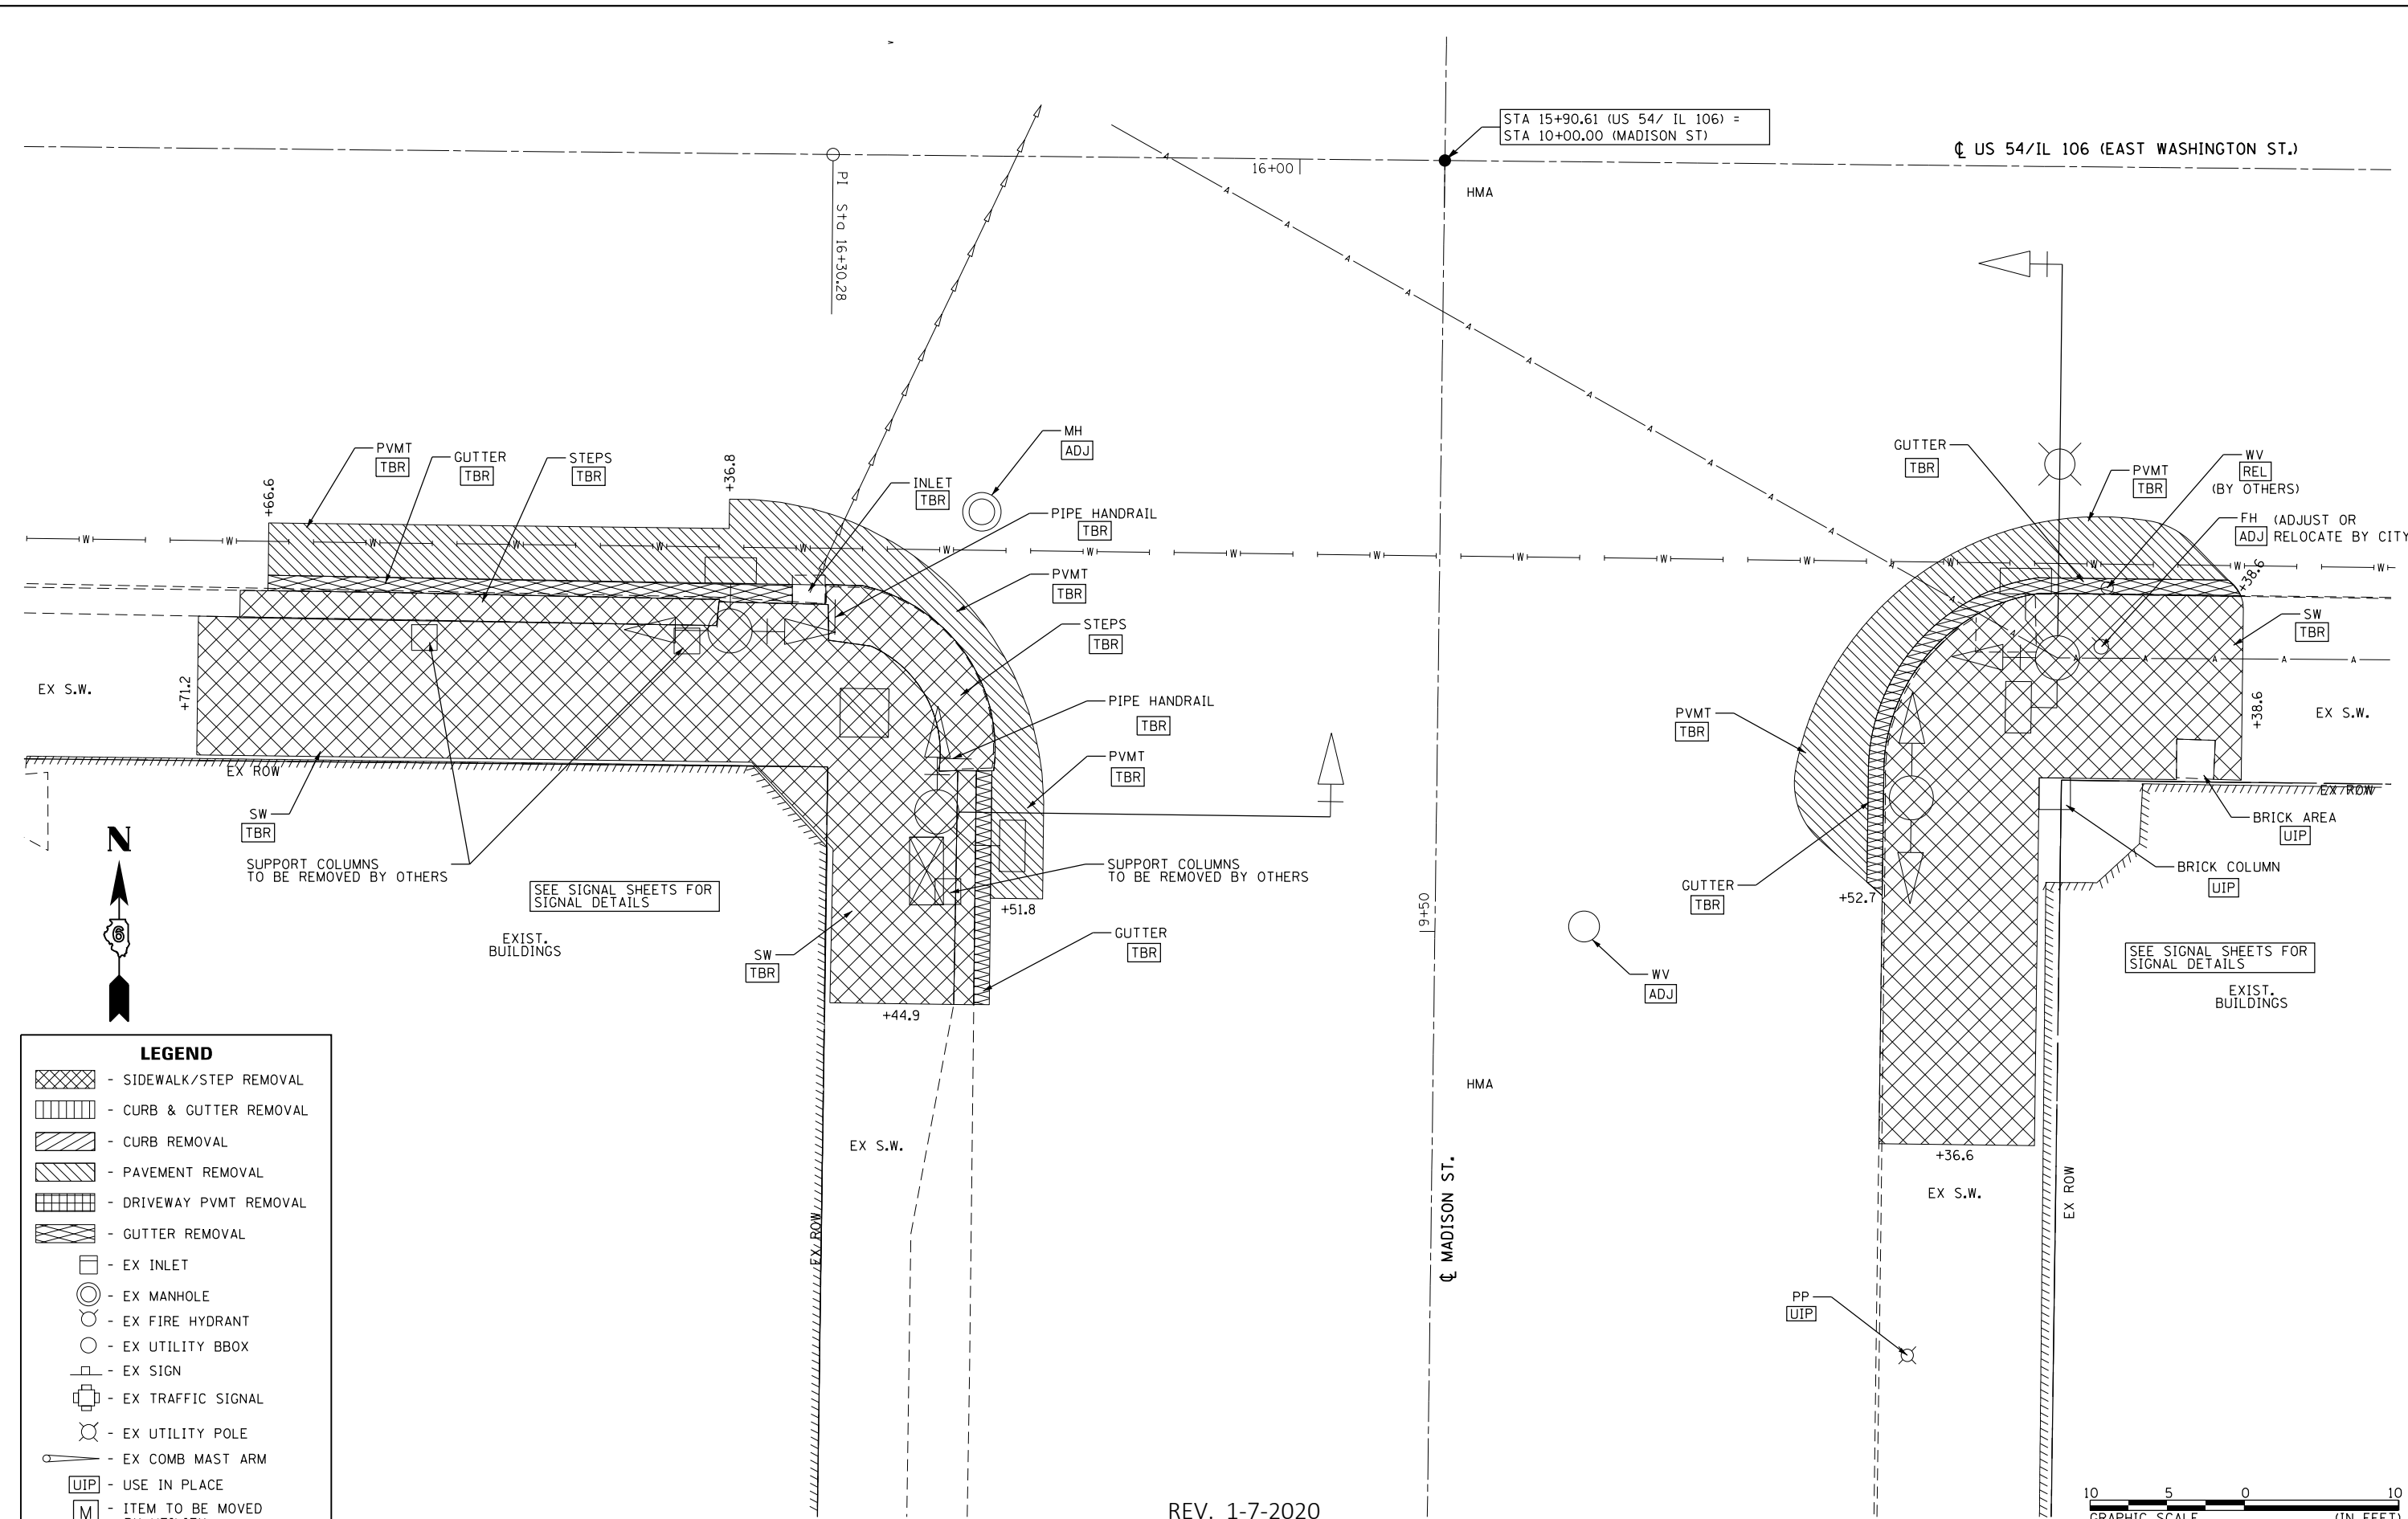 STA 15+90.61 (US 54/ IL 106) =
STA 10+00.00 (MADISON ST)
℄ US 54/IL 106 (EAST WASHINGTON ST.)
16+00
HMA
PI Sta 16+30.28
MH
ADJ
PVMT
TBR
GUTTER
TBR
STEPS
TBR
+66.6
+36.8
INLET
TBR
PIPE HANDRAIL
TBR
PVMT
TBR
STEPS
TBR
PIPE HANDRAIL
TBR
PVMT
TBR
GUTTER
TBR
PVMT
TBR
WV
REL
(BY OTHERS)
FH (ADJUST OR
ADJ RELOCATE BY CITY
+38.6
SW
TBR
+38.6
EX S.W.
W W W W W W W W W W W W W W W W W
A A A A A A A A A A A A A A A A A A A A
EX S.W.
+71.2
EX ROW
SW
TBR
SUPPORT COLUMNS
TO BE REMOVED BY OTHERS
SEE SIGNAL SHEETS FOR
SIGNAL DETAILS
EXIST.
BUILDINGS
SW
TBR
+44.9
+51.8
SUPPORT COLUMNS
TO BE REMOVED BY OTHERS
GUTTER
TBR
9+50
WV
ADJ
PVMT
TBR
GUTTER
TBR
+52.7
EX ROW
BRICK AREA
UIP
BRICK COLUMN
UIP
SEE SIGNAL SHEETS FOR
SIGNAL DETAILS
EXIST.
BUILDINGS
+36.6
EX S.W.
EX ROW
HMA
EX S.W.
EX ROW
℄ MADISON ST.
PP
UIP
N
6
LEGEND
- SIDEWALK/STEP REMOVAL
- CURB & GUTTER REMOVAL
- CURB REMOVAL
- PAVEMENT REMOVAL
- DRIVEWAY PVMT REMOVAL
- GUTTER REMOVAL
- EX INLET
- EX MANHOLE
- EX FIRE HYDRANT
- EX UTILITY BBOX
- EX SIGN
- EX TRAFFIC SIGNAL
- EX UTILITY POLE
- EX COMB MAST ARM
UIP - USE IN PLACE
M - ITEM TO BE MOVED
REV. 1-7-2020
10 5 0 10
GRAPHIC SCALE (IN FEET)